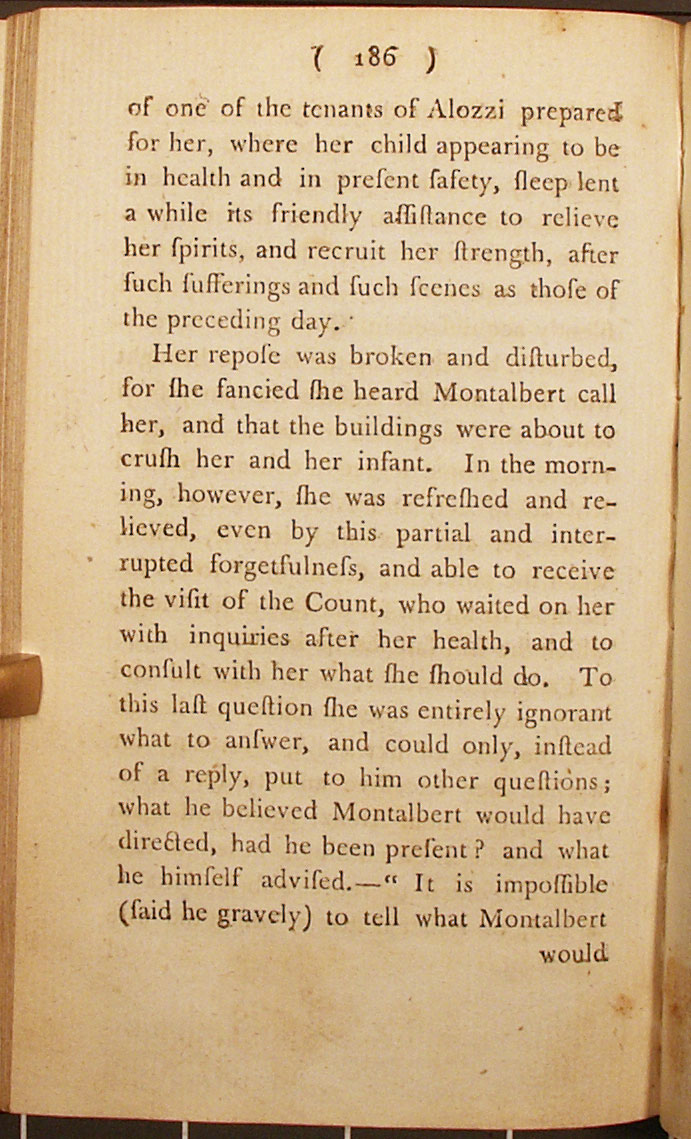 ( 186 )
of one of the tenants of Alozzi prepared
for her, where her child appearing to be
in health and in preſent ſafety, ſleep lent
a while its friendly aſſiſtance to relieve
her ſpirits, and recruit her ſtrength, after
ſuch ſufferings and ſuch ſcenes as thoſe of
the preceding day.
Her repoſe was broken and diſturbed,
for ſhe fancied ſhe heard Montalbert call
her, and that the buildings were about to
cruſh her and her infant. In the morn-
ing, however, ſhe was refreſhed and re-
lieved, even by this partial and inter-
rupted forgetfulneſs, and able to receive
the viſit of the Count, who waited on her
with inquiries after her health, and to
conſult with her what ſhe ſhould do. To
this laſt queſtion ſhe was entirely ignorant
what to anſwer, and could only, inſtead
of a reply, put to him other queſtions;
what he believed Montalbert would have
directed, had he been preſent? and what
he himſelf adviſed.—“ It is impoſſible
(ſaid he gravely) to tell what Montalbert
would